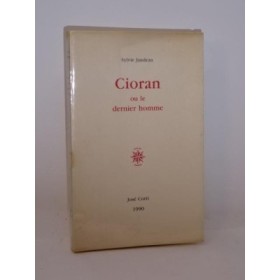 Sylvie Jaudeau
Cioran
ou le
dernier homme
José Corti
1990